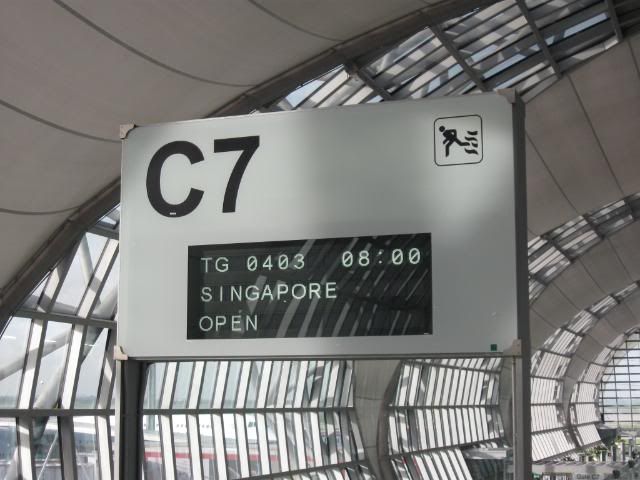 C7
TG 0403 08:00
SINGAPORE
OPEN